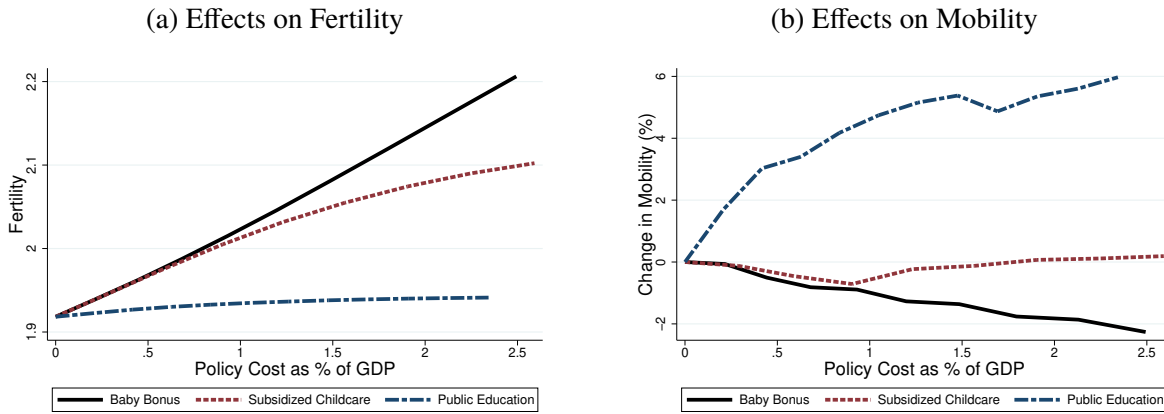 (a) Effects on Fertility
Fertility
2.2
2.1
2
1.9
0 .5 1 1.5 2 2.5
Policy Cost as % of GDP
Baby Bonus Subsidized Childcare Public Education
(b) Effects on Mobility
Change in Mobility (%)
6
4
2
0
−2
0 .5 1 1.5 2 2.5
Policy Cost as % of GDP
Baby Bonus Subsidized Childcare Public Education